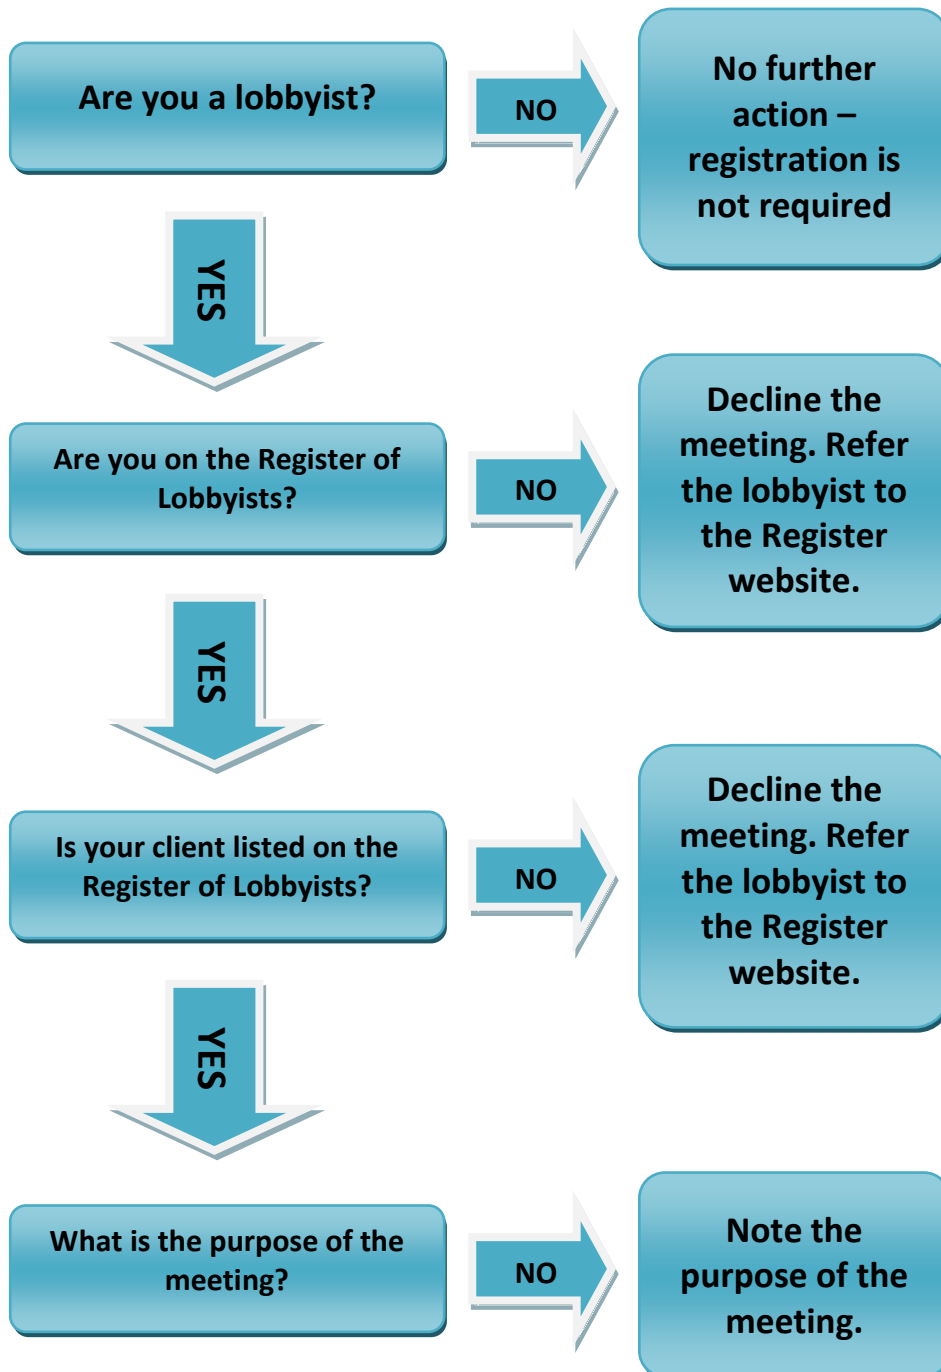 Are you a lobbyist?
NO
No further
action –
registration is
not required
YES
Are you on the Register of
Lobbyists?
NO
Decline the
meeting. Refer
the lobbyist to
the Register
website.
YES
Is your client listed on the
Register of Lobbyists?
NO
Decline the
meeting. Refer
the lobbyist to
the Register
website.
YES
What is the purpose of the
meeting?
NO
Note the
purpose of the
meeting.